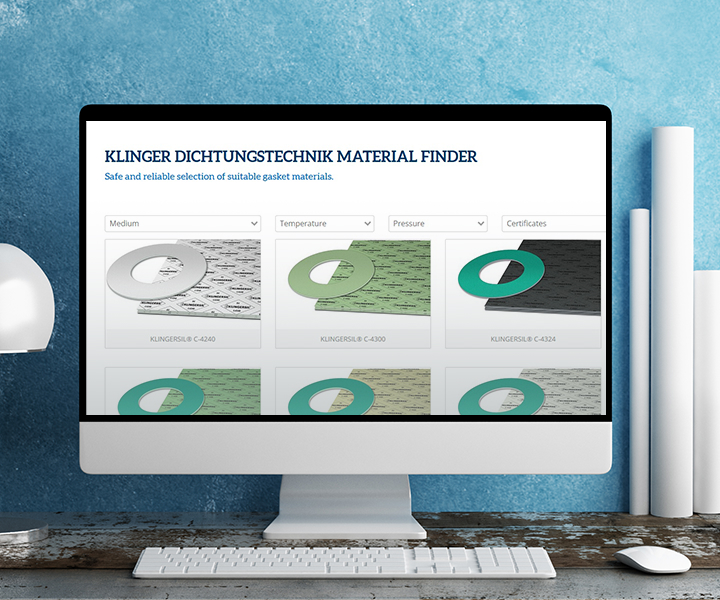 KLINGER DICHTUNGSTECHNIK MATERIAL FINDER
Safe and reliable selection of suitable gasket materials.
Medium
Temperature
Pressure
Certificates
KLINGERSIL® C-4240
KLINGERSIL® C-4300
KLINGERSIL® C-4324